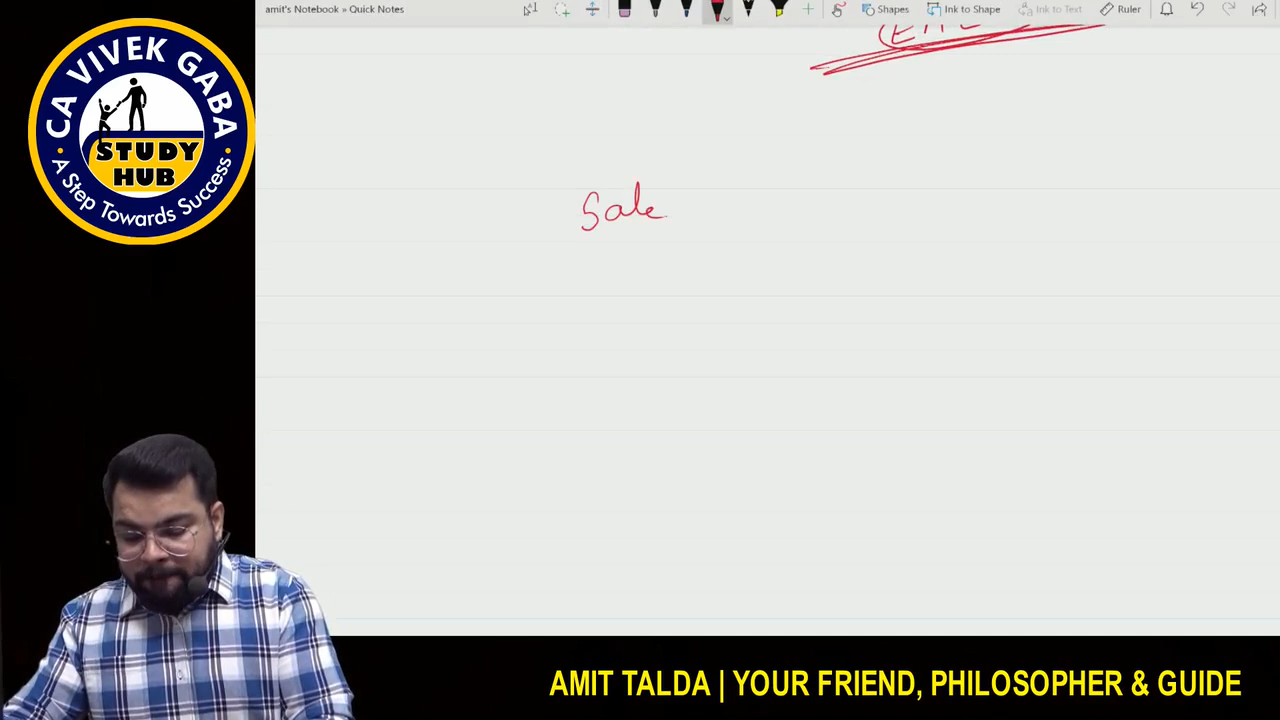 amit's Notebook » Quick Notes
Shapes
Ink to Shape
Ink to Text
Ruler
CA VIVEK GABA
STUDY
HUB
A Step Towards Success
Sale
AMIT TALDA | YOUR FRIEND, PHILOSOPHER & GUIDE